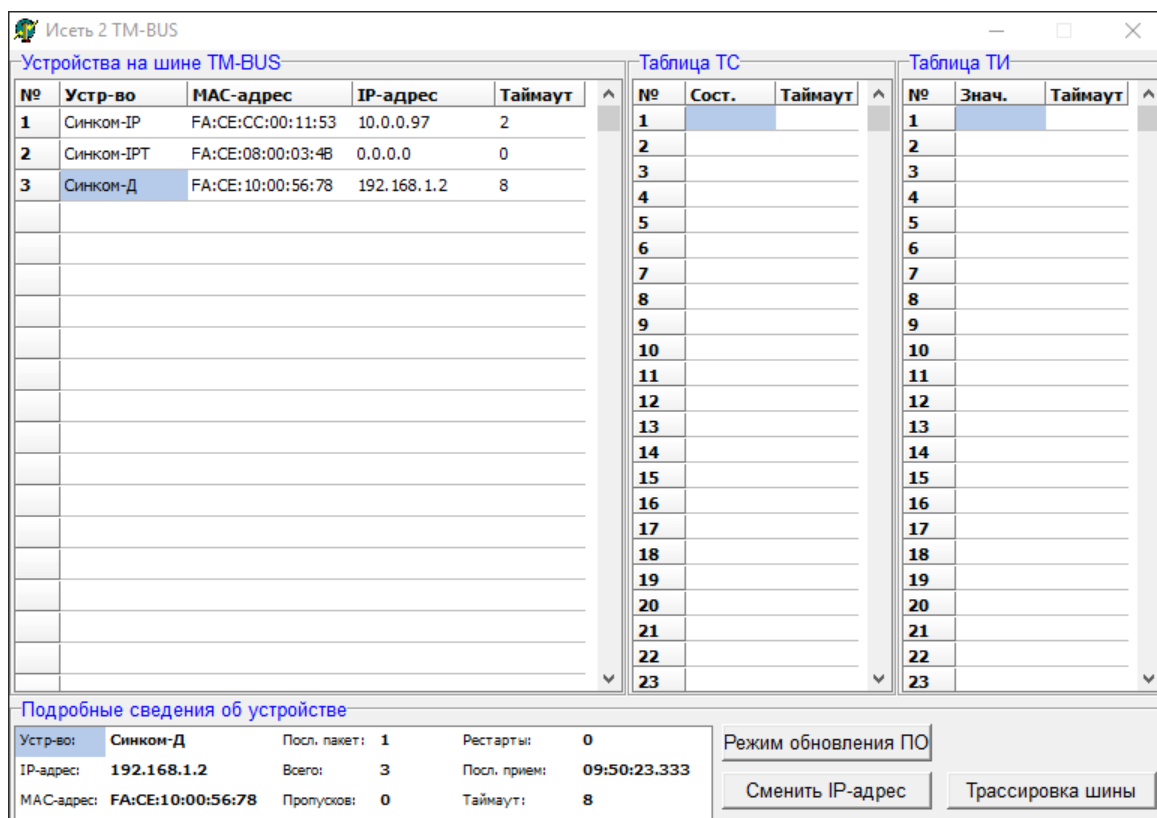 Исеть 2 TM-BUS
Устройства на шине TM-BUS
№ Устр-во МАС-адрес IP-адрес Таймаут
1 Синком-IP FA:CE:CC:00:11:53 10.0.0.97 2
2 Синком-IPT FA:CE:08:00:03:4B 0.0.0.0 0
3 Синком-Д FA:CE:10:00:56:78 192.168.1.2 8
Таблица ТС
№ Сост. Таймаут
1
2
3
4
5
6
7
8
9
10
11
12
13
14
15
16
17
18
19
20
21
22
23
Таблица ТИ
№ Знач. Таймаут
1
2
3
4
5
6
7
8
9
10
11
12
13
14
15
16
17
18
19
20
21
22
23
Подробные сведения об устройстве
Устр-во: Синком-Д Посл. пакет: 1 Рестарты: 0
IP-адрес: 192.168.1.2 Всего: 3 Посл. прием: 09:50:23.333
МАС-адрес: FA:CE:10:00:56:78 Пропусков: 0 Таймаут: 8
Режим обновления ПО
Сменить IP-адрес Трассировка шины